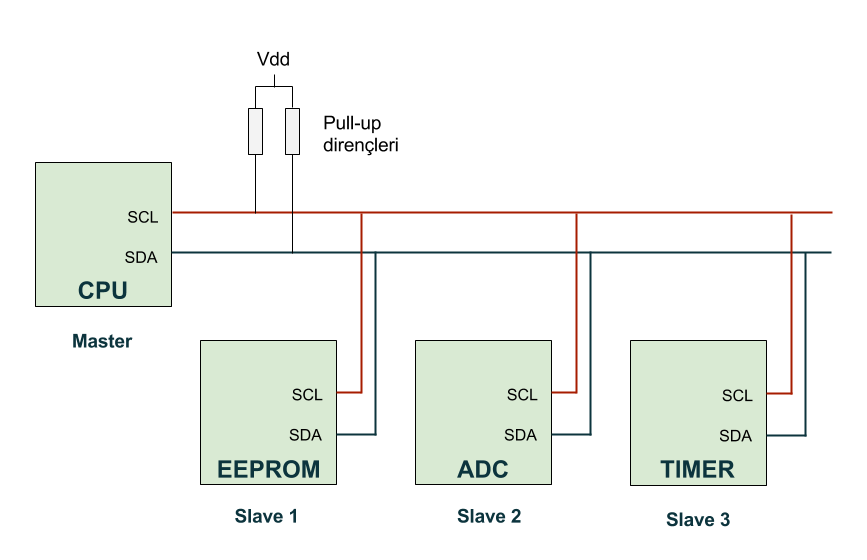 Vdd
Pull-up
dirençleri
SCL
SDA
CPU
Master
SCL
SDA
EEPROM
Slave 1
SCL
SDA
ADC
Slave 2
SCL
SDA
TIMER
Slave 3